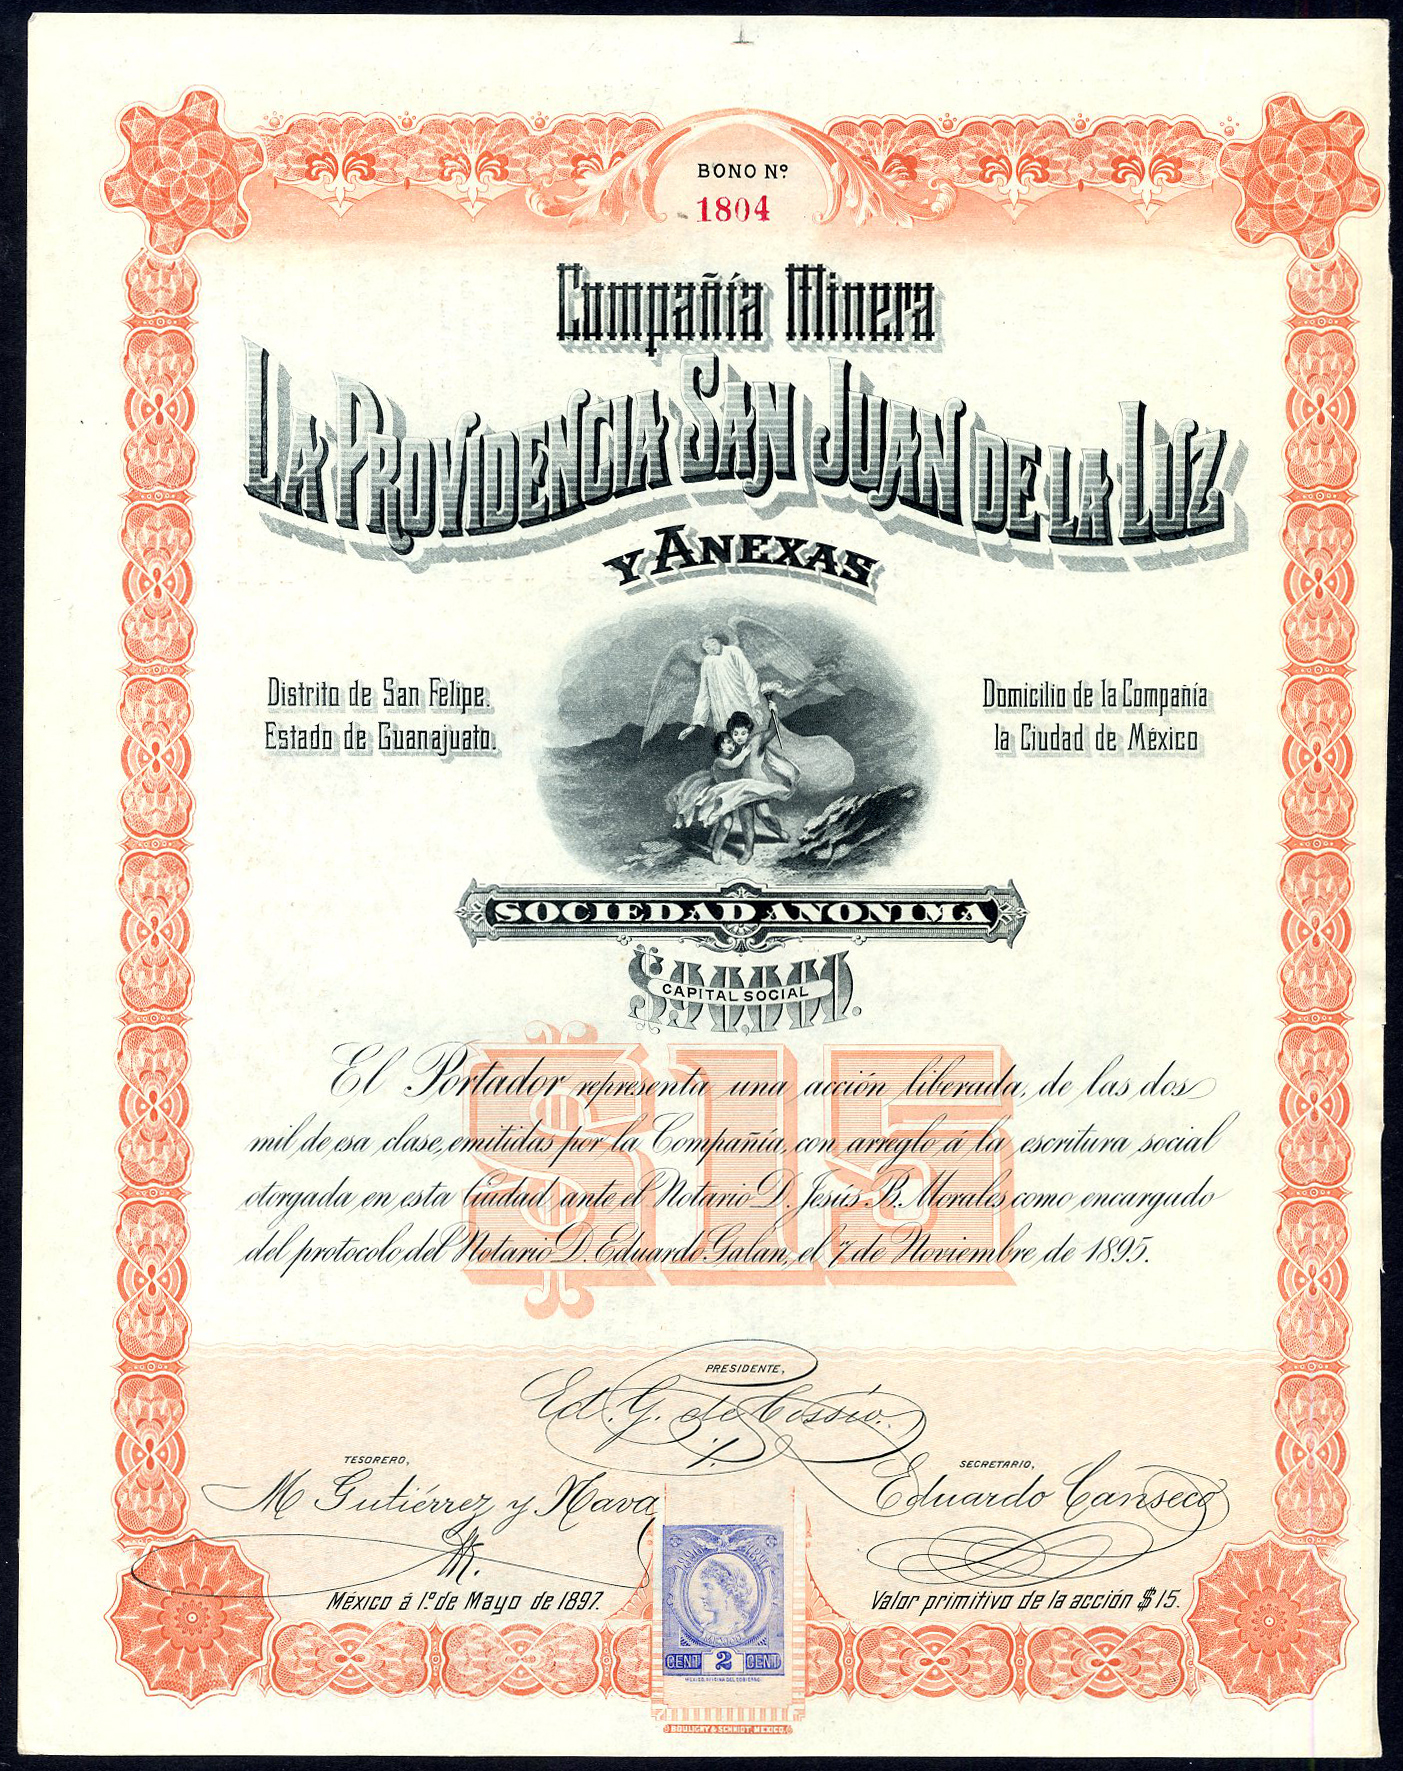 BONO Nº
1804
Compañía Minera
LA PROVIDENCIA SAN JUAN DE LA LUZ
Y ANEXAS
Distrito de San Felipe.
Estado de Guanajuato.
Domicilio de la Compañía
la Ciudad de México
SOCIEDAD ANONIMA
CAPITAL SOCIAL
$15
El Portador representa una acción liberada, de las dos
mil de esa clase, emitidas por la Compañía, con arreglo á la escritura social
otorgada en esta Ciudad ante el Notario D. Jesús B. Morales como encargado
del protocolo del Notario D. Eduardo Galan, el 7 de Noviembre de 1895.
PRESIDENTE,
Ed. G. de Cossio.
TESORERO,
M Gutiérrez y Nava
SECRETARIO,
Eduardo Canseco
México á 1º de Mayo de 1897.
Valor primitivo de la acción $15.
CENT 2 CENT
BOULIGNY & SCHMIDT, MEXICO.